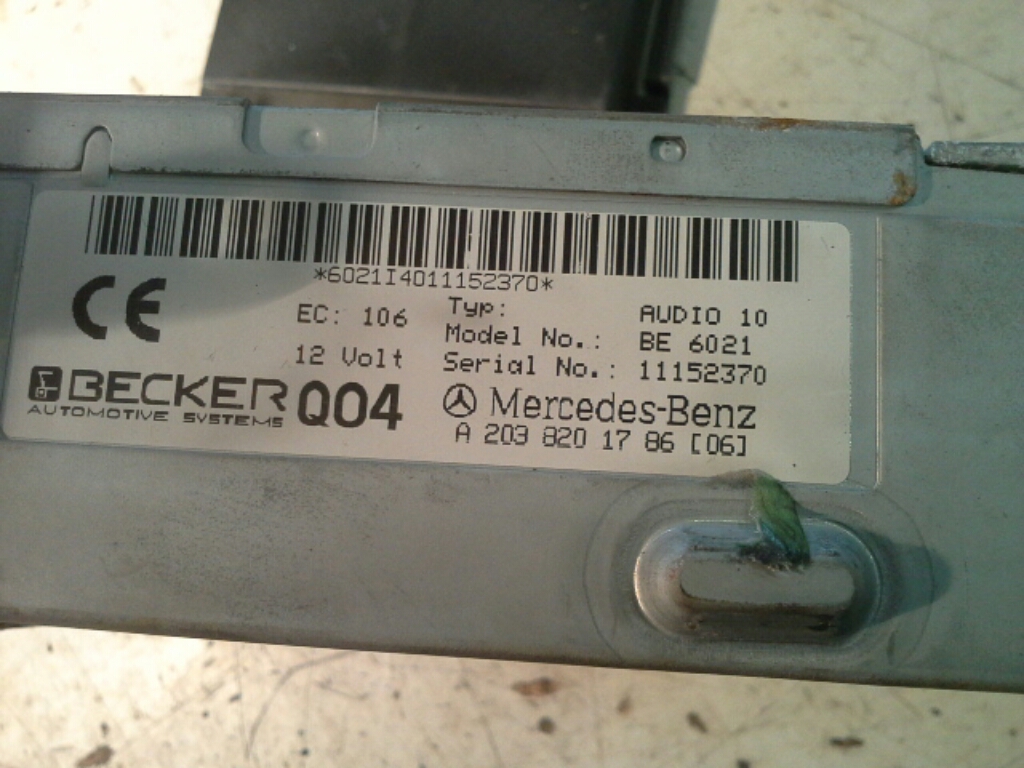 *6021I4011152370*
CE
EC: 106
12 Volt
Typ: AUDIO 10
Model No.: BE 6021
Serial No.: 11152370
BECKER
AUTOMOTIVE SYSTEMS
Q04
Mercedes-Benz
A 203 820 17 86 [06]